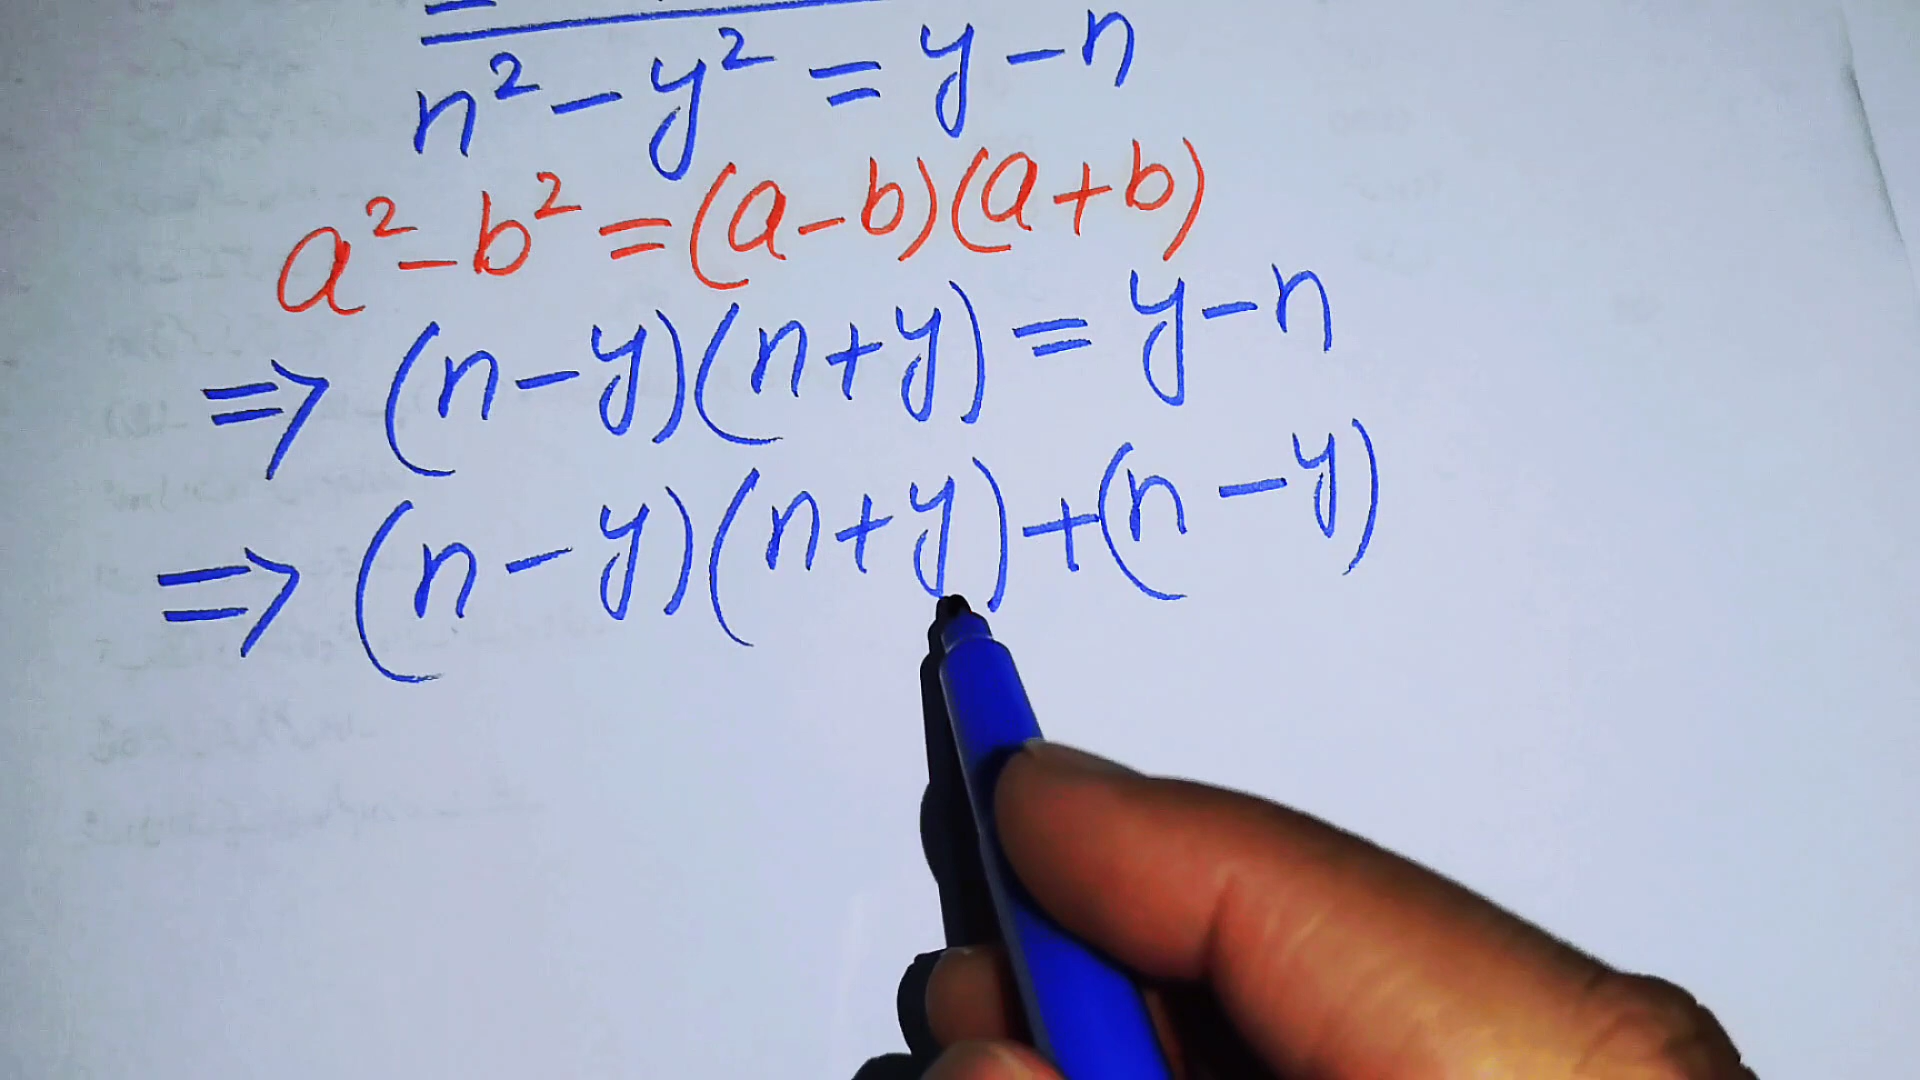 n² - y² = y - n
a² - b² = (a - b)(a + b)
⇒ (n - y)(n + y) = y - n
⇒ (n - y)(n + y) + (n - y)